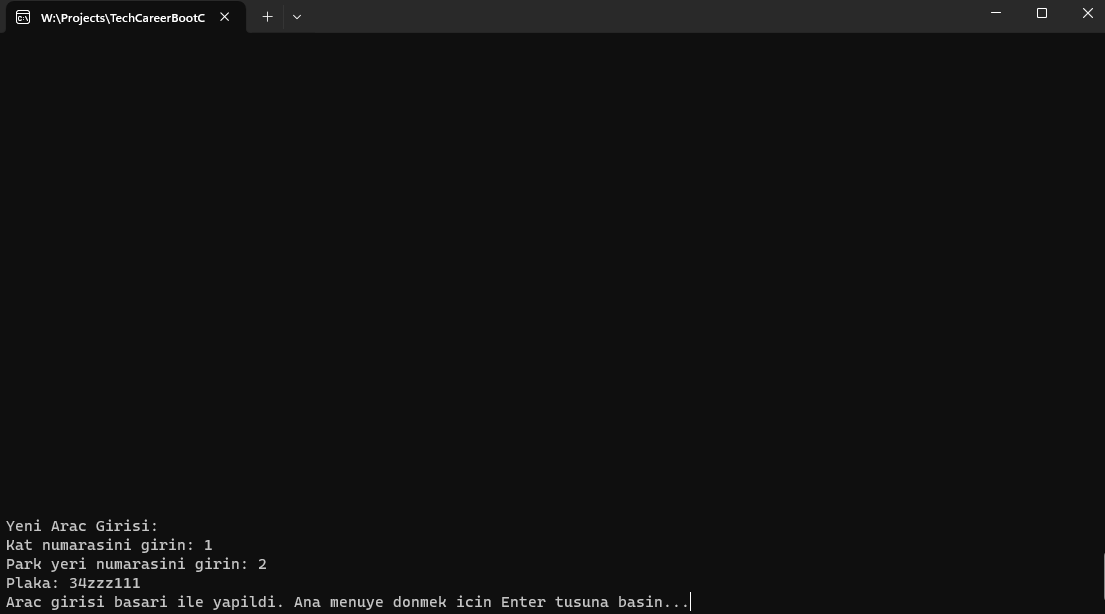 W:\Projects\TechCareerBootC
Yeni Arac Girisi:
Kat numarasini girin: 1
Park yeri numarasini girin: 2
Plaka: 34zzz111
Arac girisi basari ile yapildi. Ana menuye donmek icin Enter tusuna basin...